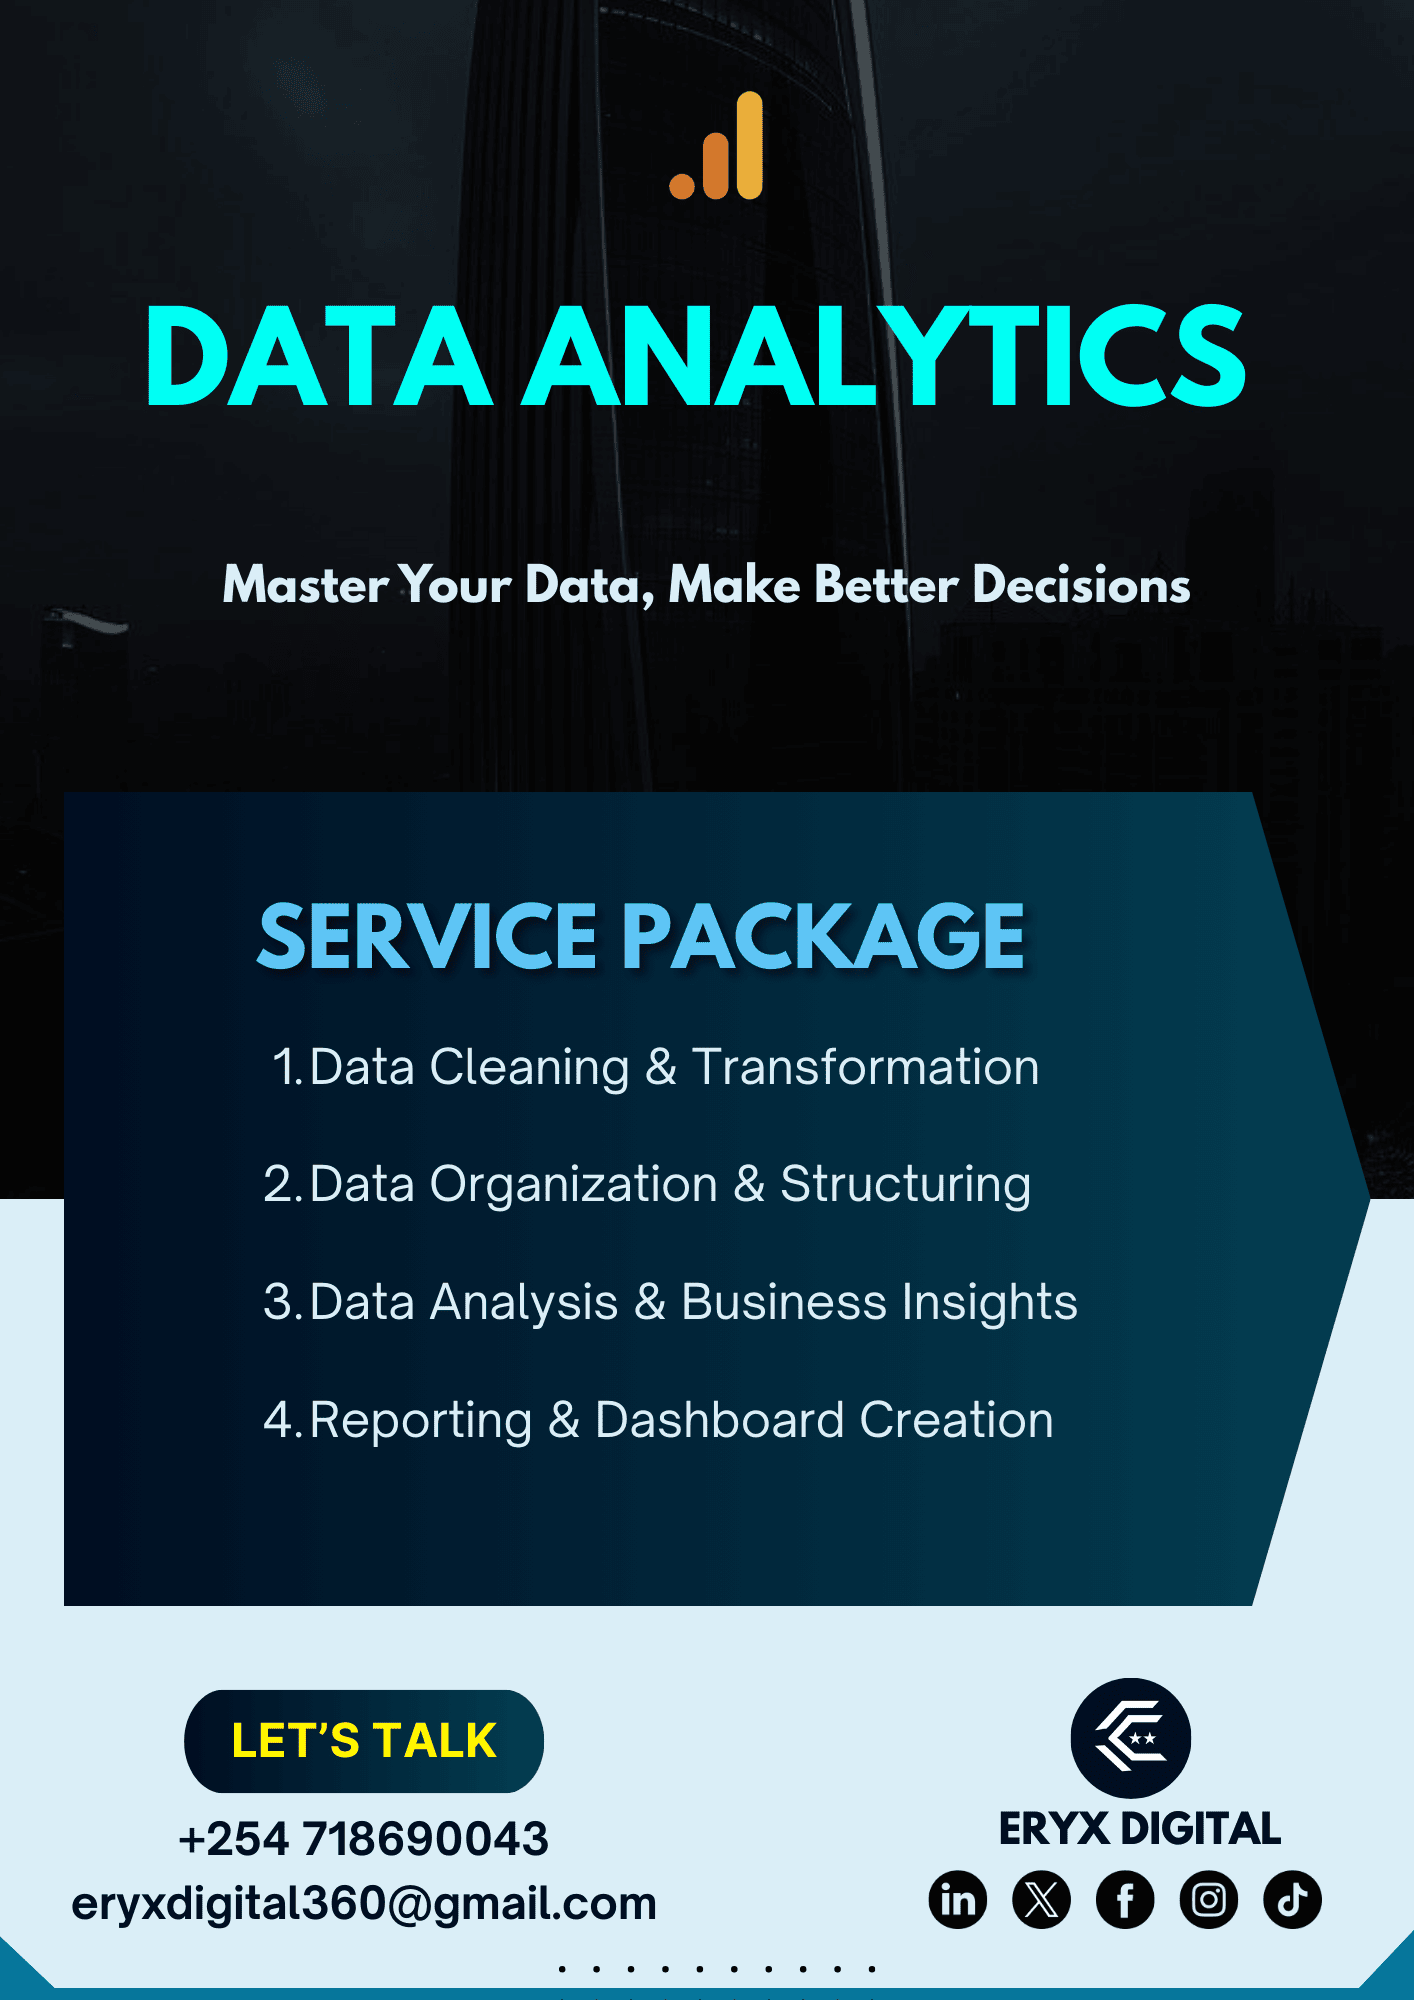 DATA ANALYTICS
Master Your Data, Make Better Decisions
SERVICE PACKAGE
1. Data Cleaning & Transformation
2. Data Organization & Structuring
3. Data Analysis & Business Insights
4. Reporting & Dashboard Creation
LET’S TALK
+254 718690043
eryxdigital360@gmail.com
ERYX DIGITAL